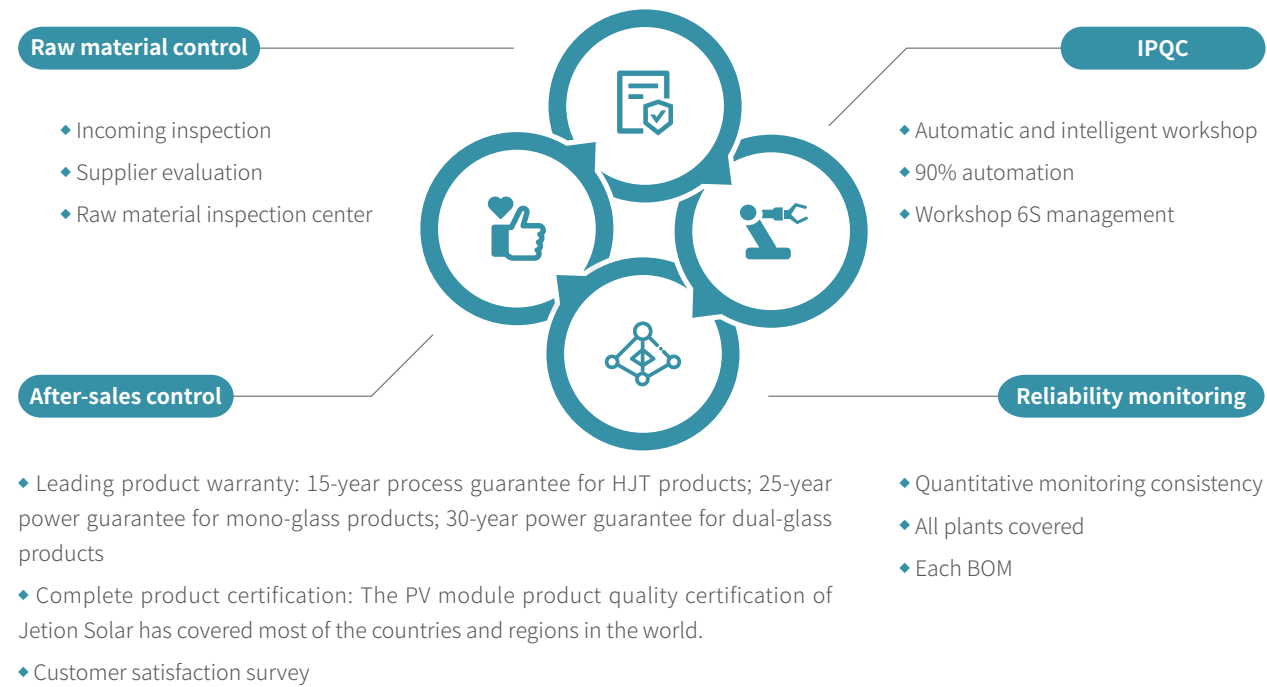 Raw material control
◆ Incoming inspection
◆ Supplier evaluation
◆ Raw material inspection center
IPQC
◆ Automatic and intelligent workshop
◆ 90% automation
◆ Workshop 6S management
After-sales control
◆ Leading product warranty: 15-year process guarantee for HJT products; 25-year
power guarantee for mono-glass products; 30-year power guarantee for dual-glass
products
◆ Complete product certification: The PV module product quality certification of
Jetion Solar has covered most of the countries and regions in the world.
◆ Customer satisfaction survey
Reliability monitoring
◆ Quantitative monitoring consistency
◆ All plants covered
◆ Each BOM